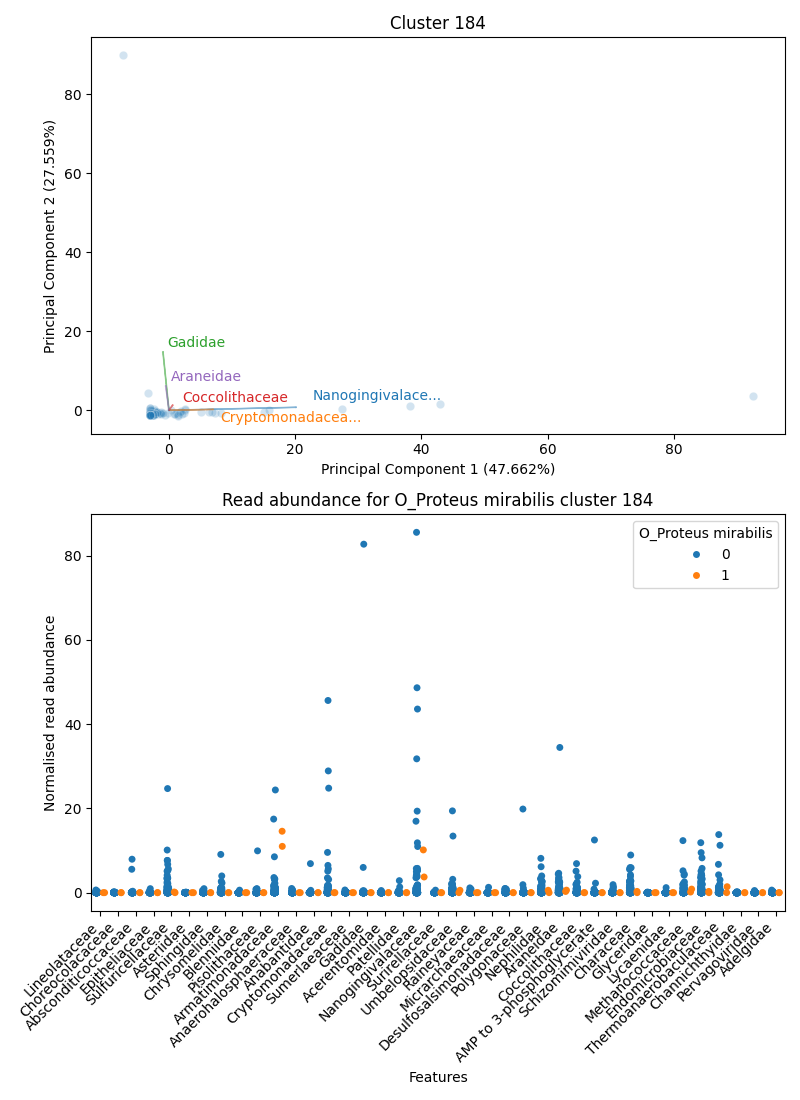 Cluster 184
Principal Component 2 (27.559%)
80
60
40
20
0
Gadidae
Araneidae
Coccolithaceae
Nanogingivalace...
Cryptomonadacea...
0
20
40
60
80
Principal Component 1 (47.662%)
Read abundance for O_Proteus mirabilis cluster 184
Normalised read abundance
80
60
40
20
0
O_Proteus mirabilis
0
1
Lineolataceae
Choreocolacaceae
Absconditicoccaceae
Epitheliaceae
Sulfuricellaceae
Asteriidae
Sphingidae
Chrysomelidae
Blenniidae
Pisolithaceae
Armatimonadaceae
Anaerohalosphaeraceae
Anabantidae
Cryptomonadaceae
Sumerlaeaceae
Gadidae
Acerentomidae
Patellidae
Nanogingivalaceae
Surirellaceae
Umbelopsidaceae
Raineyaceae
Micrarchaeaceae
Desulfosalsimonadaceae
Polygonaceae
Nephilidae
Araneidae
Coccolithaceae
AMP to 3-phosphoglycerate
Schizomimiviridae
Characeae
Glyceridae
Lycaenidae
Methanococcaceae
Endomicrobiaceae
Thermoanaerobaculaceae
Channichthyidae
Pervagoviridae
Adelgidae
Features